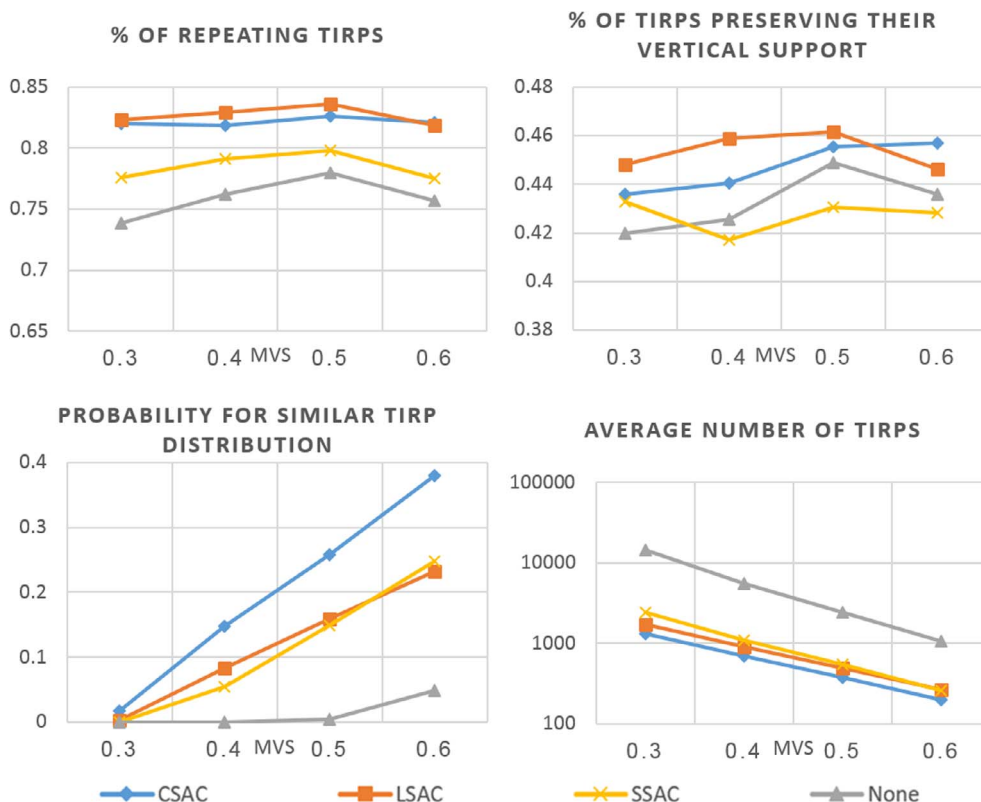 % OF REPEATING TIRPS
0.85
0.8
0.75
0.7
0.65
0.3 0.4 MVS 0.5 0.6
% OF TIRPS PRESERVING THEIR
VERTICAL SUPPORT
0.48
0.46
0.44
0.42
0.4
0.38
0.3 0.4 MVS 0.5 0.6
PROBABILITY FOR SIMILAR TIRP
DISTRIBUTION
0.4
0.3
0.2
0.1
0
0.3 0.4 MVS 0.5 0.6
AVERAGE NUMBER OF TIRPS
100000
10000
1000
100
0.3 0.4 MVS 0.5 0.6
CSAC LSAC SSAC None